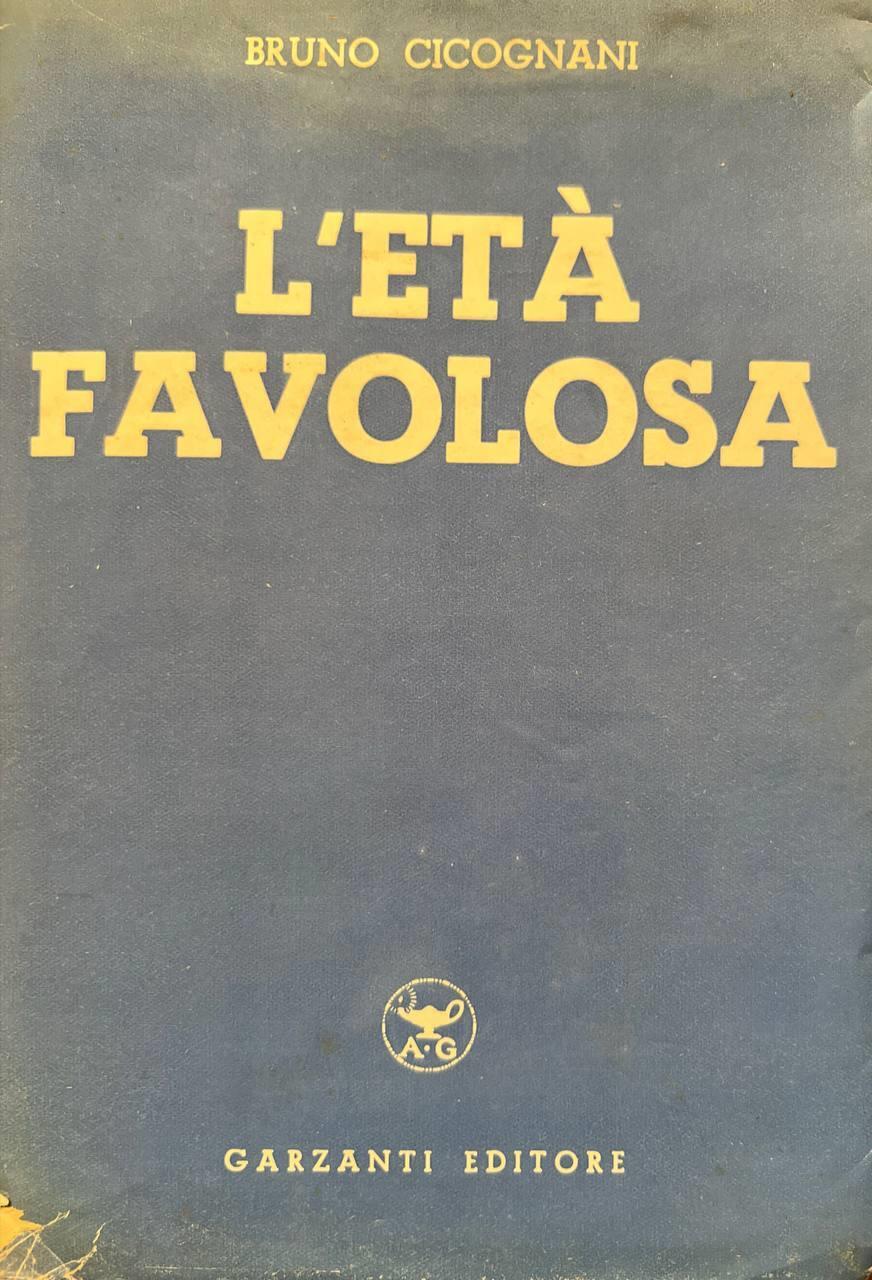 BRUNO CICOGNANI
L'ETÀ
FAVOLOSA
A·G
GARZANTI EDITORE